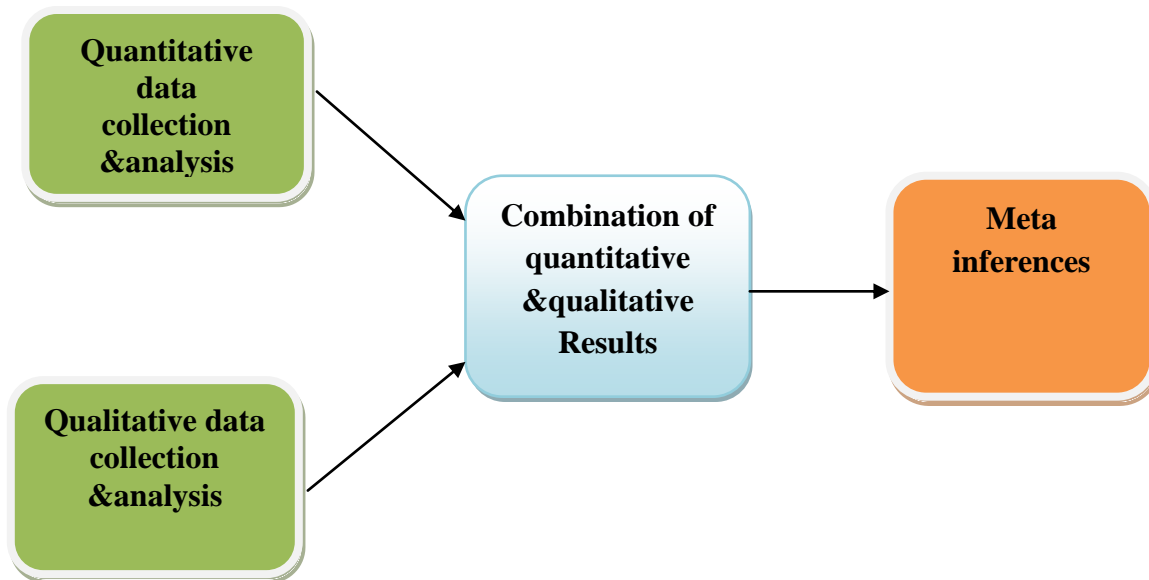 Quantitative
data
collection
&analysis
Qualitative data
collection
&analysis
Combination of
quantitative
&qualitative
Results
Meta
inferences